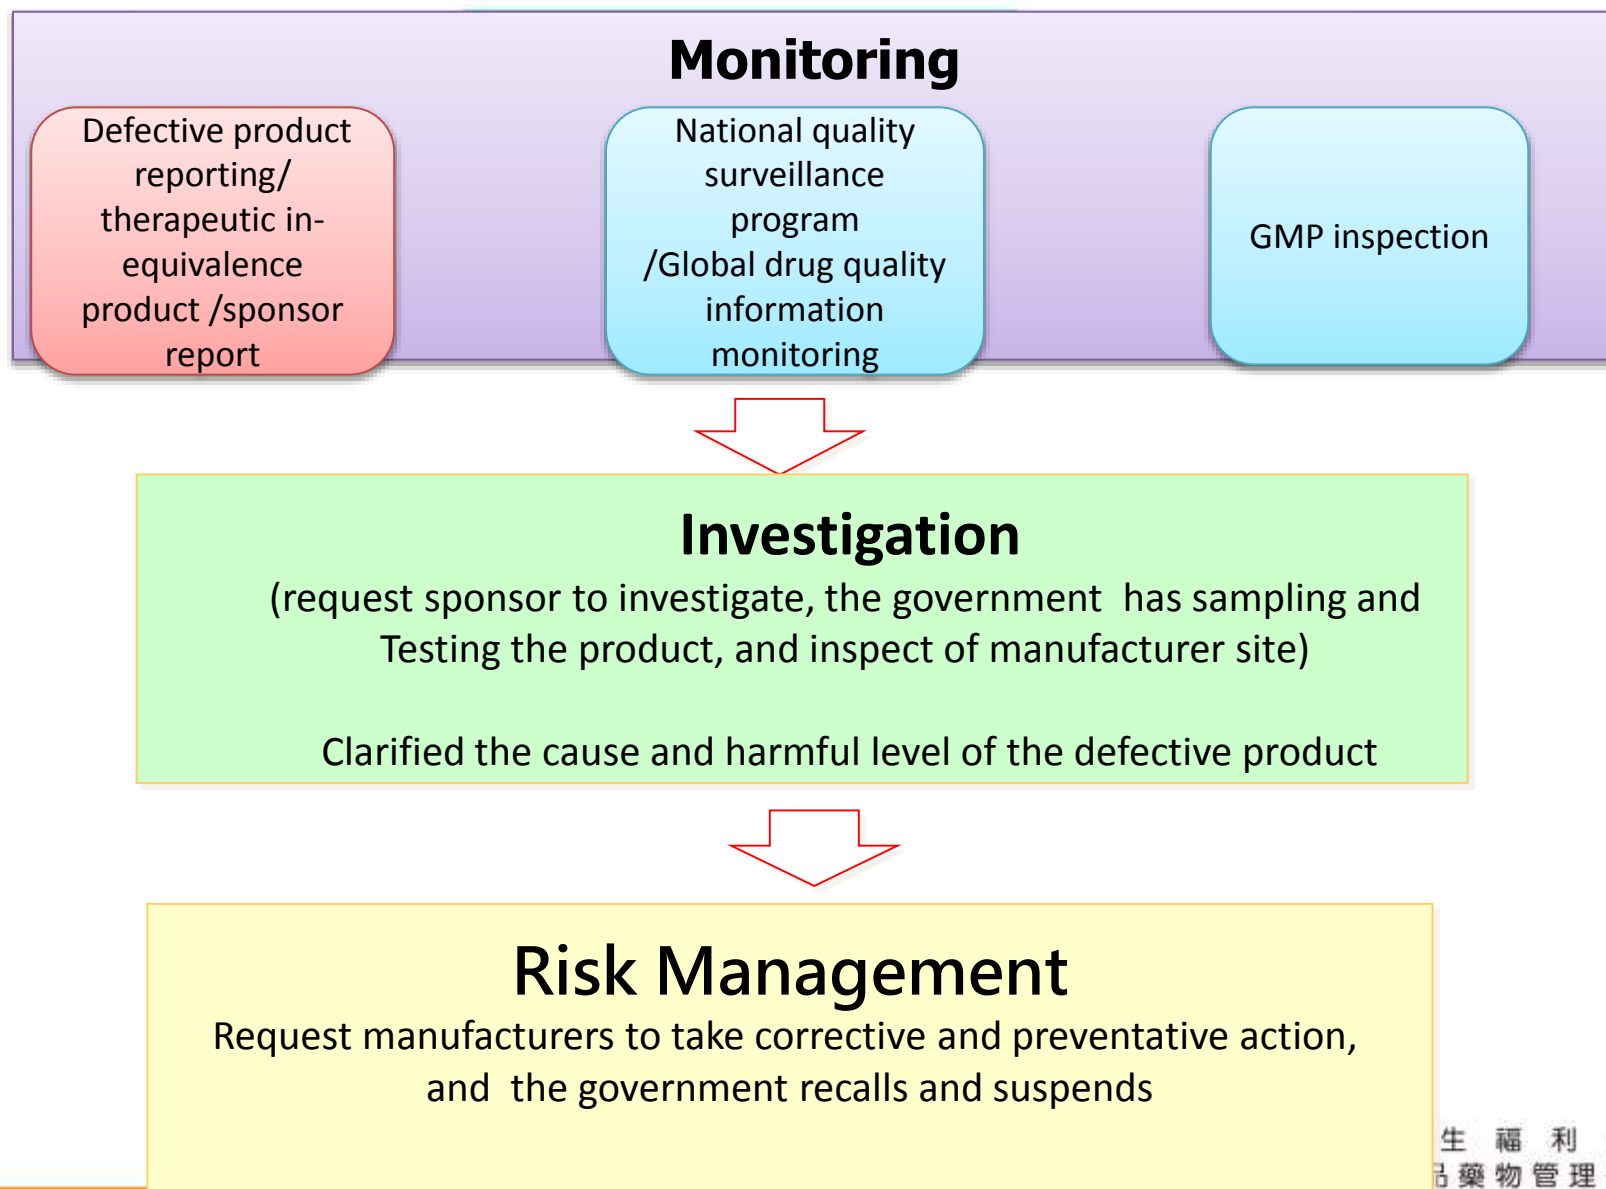 Monitoring
Defective product
reporting/
therapeutic in-
equivalence
product /sponsor
report
National quality
surveillance
program
/Global drug quality
information
monitoring
GMP inspection
Investigation
(request sponsor to investigate, the government  has sampling and
Testing the product, and inspect of manufacturer site)
Clarified the cause and harmful level of the defective product
Risk Management
Request manufacturers to take corrective and preventative action,
and  the government recalls and suspends
生 福 利
藥物管理